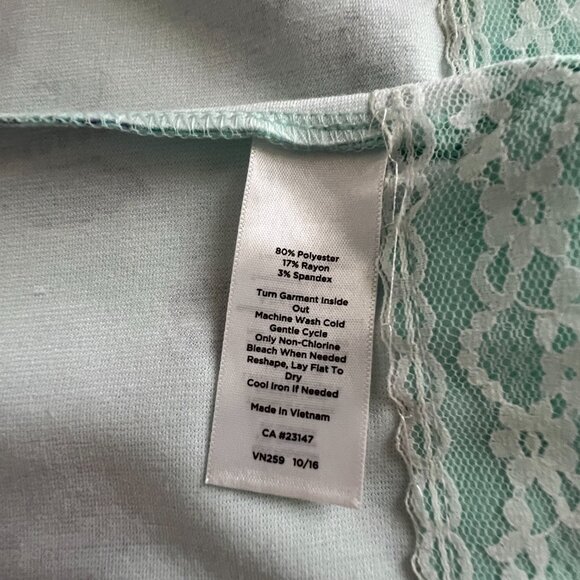 80% Polyester
17% Rayon
3% Spandex
Turn Garment Inside
Out
Machine Wash Cold
Gentle Cycle
Only Non-Chlorine
Bleach When Needed
Reshape, Lay Flat To
Dry
Cool Iron If Needed
Made in Vietnam
CA #23147
VN259 10/16